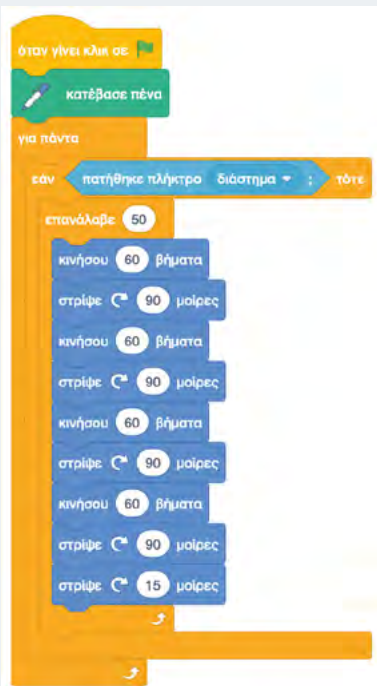 όταν γίνει κλικ σε
κατέβασε πένα
για πάντα
εάν πατήθηκε πλήκτρο διάστημα ; τότε
επανάλαβε 50
κινήσου 60 βήματα
στρίψε 90 μοίρες
κινήσου 60 βήματα
στρίψε 90 μοίρες
κινήσου 60 βήματα
στρίψε 90 μοίρες
κινήσου 60 βήματα
στρίψε 90 μοίρες
στρίψε 15 μοίρες